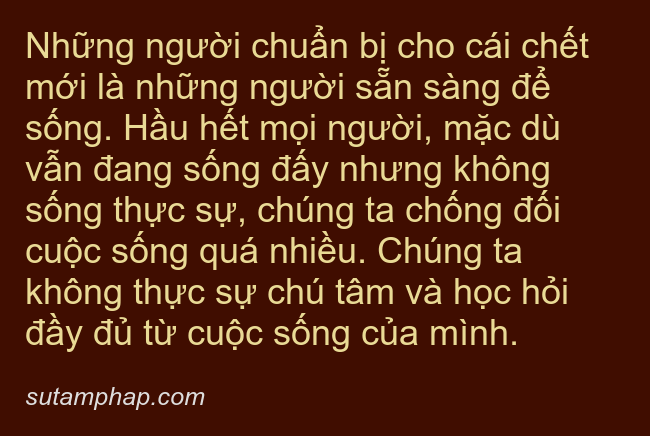 Những người chuẩn bị cho cái chết
mới là những người sẵn sàng để
sống. Hầu hết mọi người, mặc dù
vẫn đang sống đấy nhưng không
sống thực sự, chúng ta chống đối
cuộc sống quá nhiều. Chúng ta
không thực sự chú tâm và học hỏi
đầy đủ từ cuộc sống của mình.
sutamphap.com